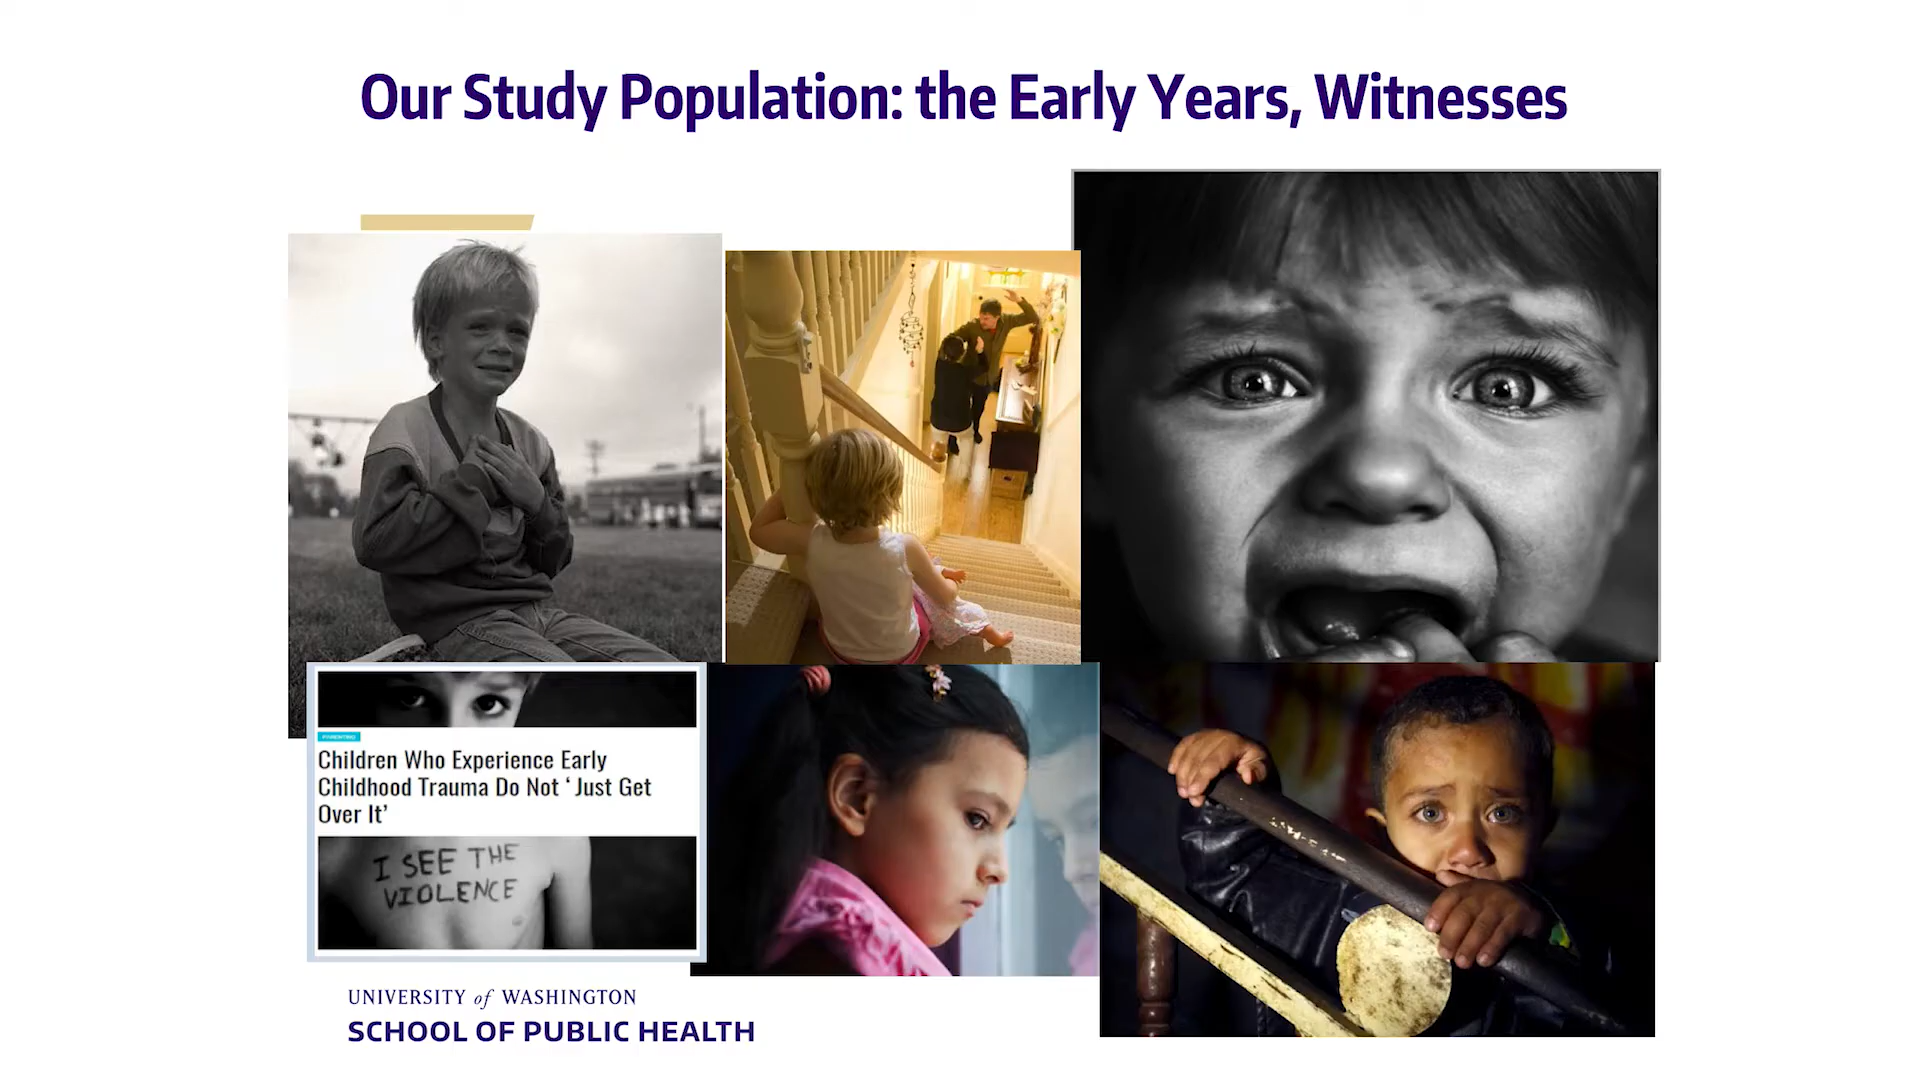 Our Study Population: the Early Years, Witnesses
PARENTING
Children Who Experience Early
Childhood Trauma Do Not ‘Just Get
Over It’
I SEE THE
VIOLENCE
UNIVERSITY of WASHINGTON
SCHOOL OF PUBLIC HEALTH